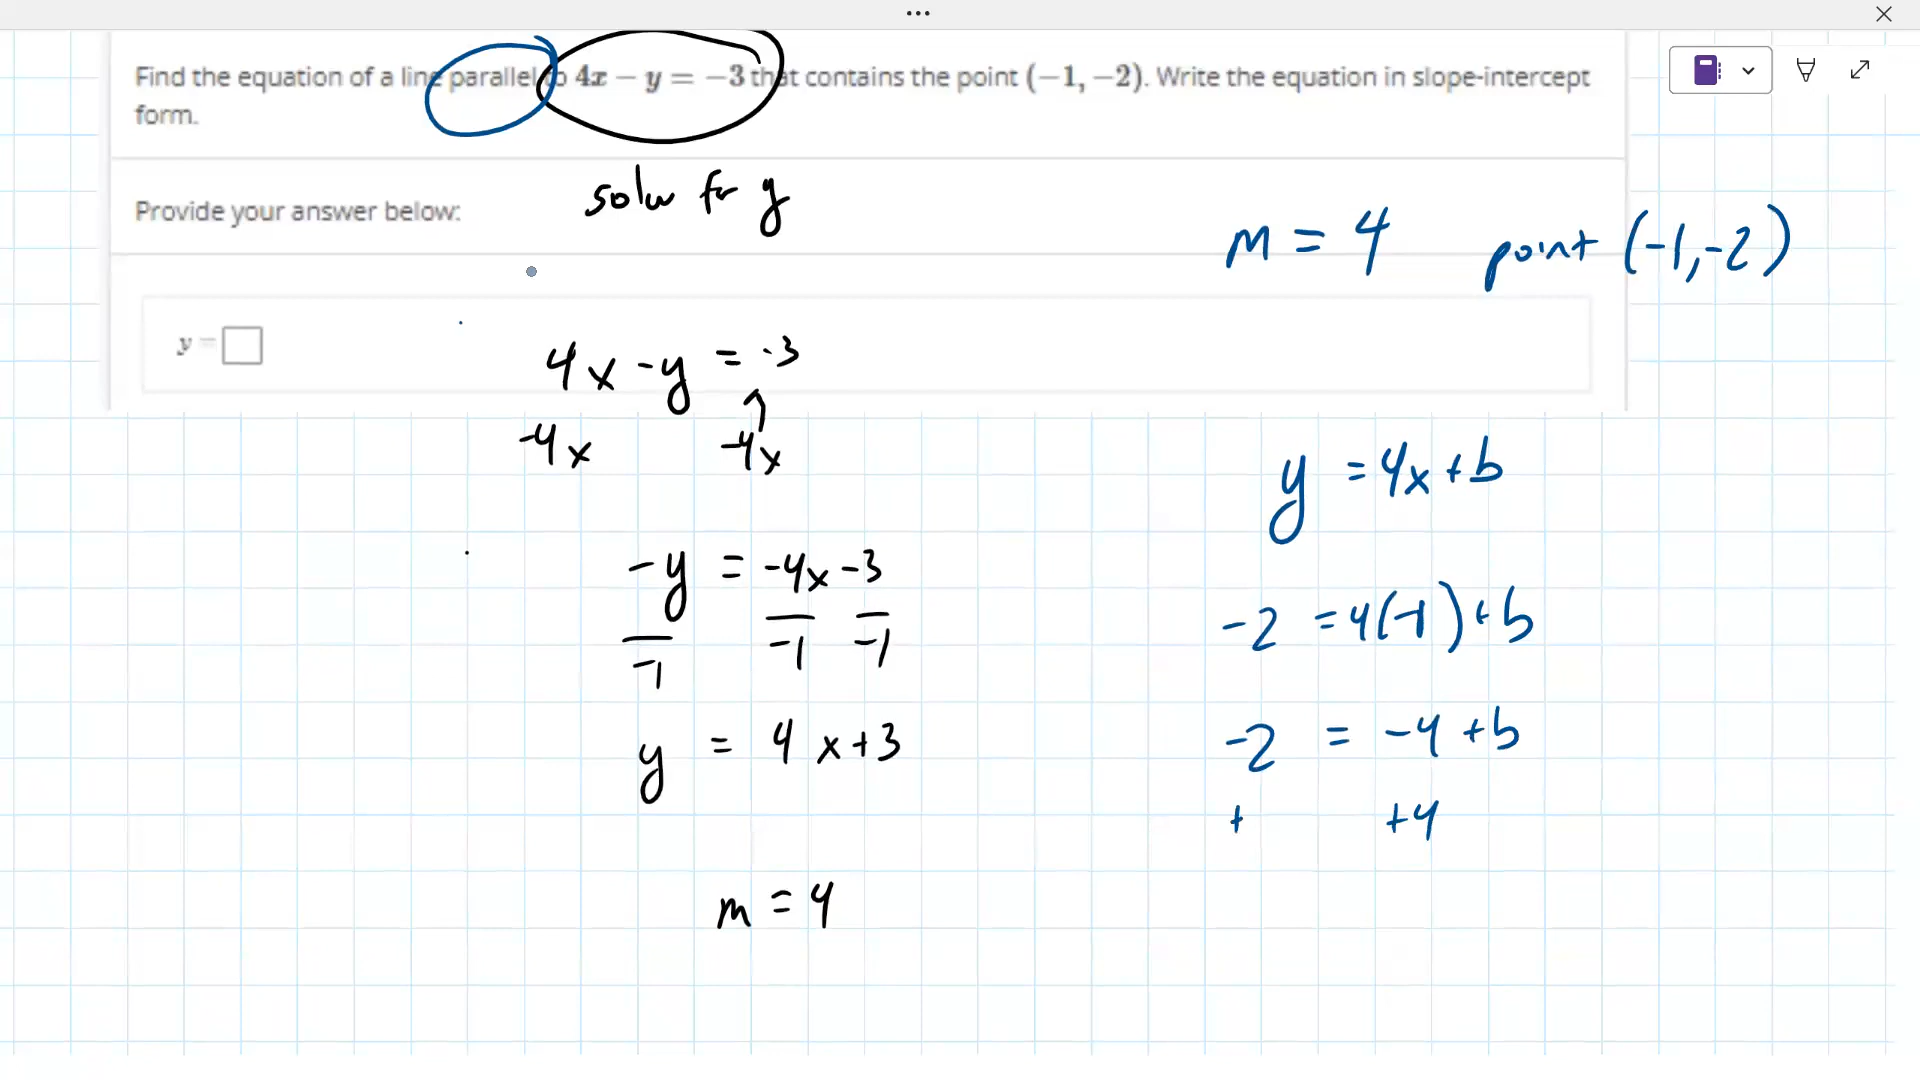 Find the equation of a line parallel to 4x − y = −3 that contains the point (−1, −2). Write the equation in slope-intercept
form.
solve for y
Provide your answer below:
m = 4 point (-1,-2)
y =
4x -y = -3
-4x -4x
-y = -4x -3
-1 -1 -1
y = 4x+3
m = 4
y = 4x+b
-2 = 4(-1)+b
-2 = -4 +b
+ +4